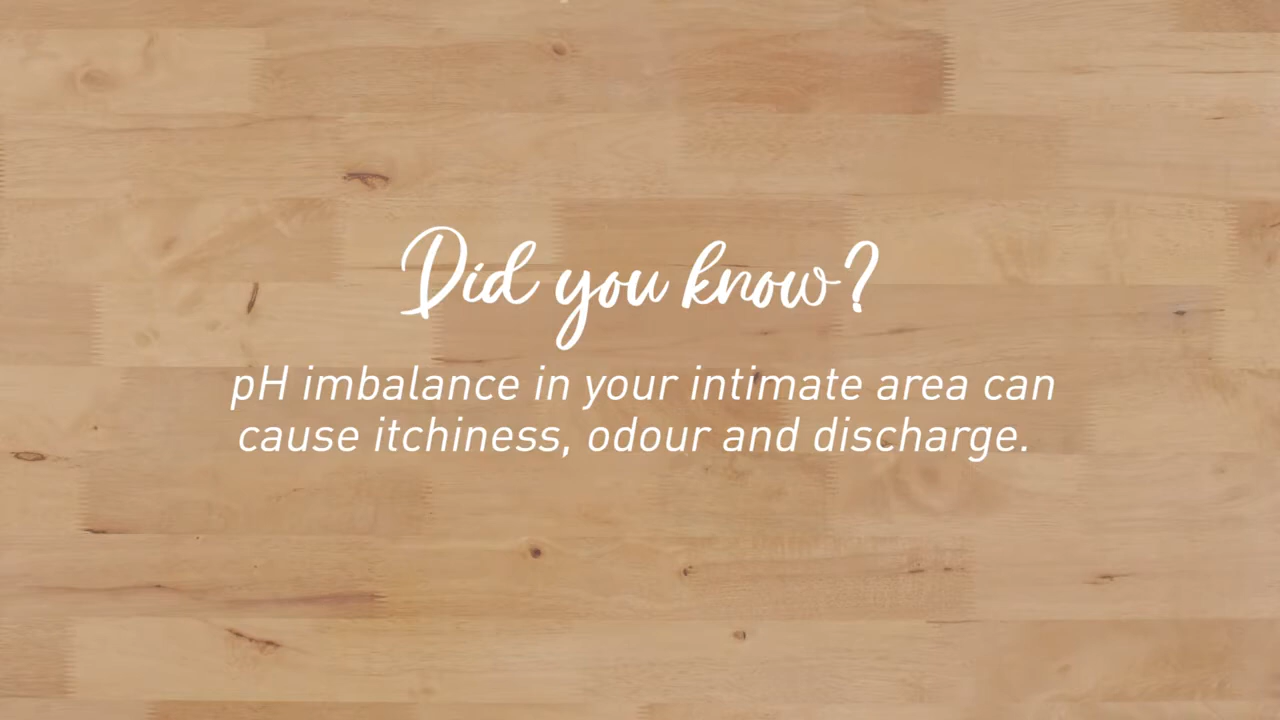 Did you know?
pH imbalance in your intimate area can
cause itchiness, odour and discharge.